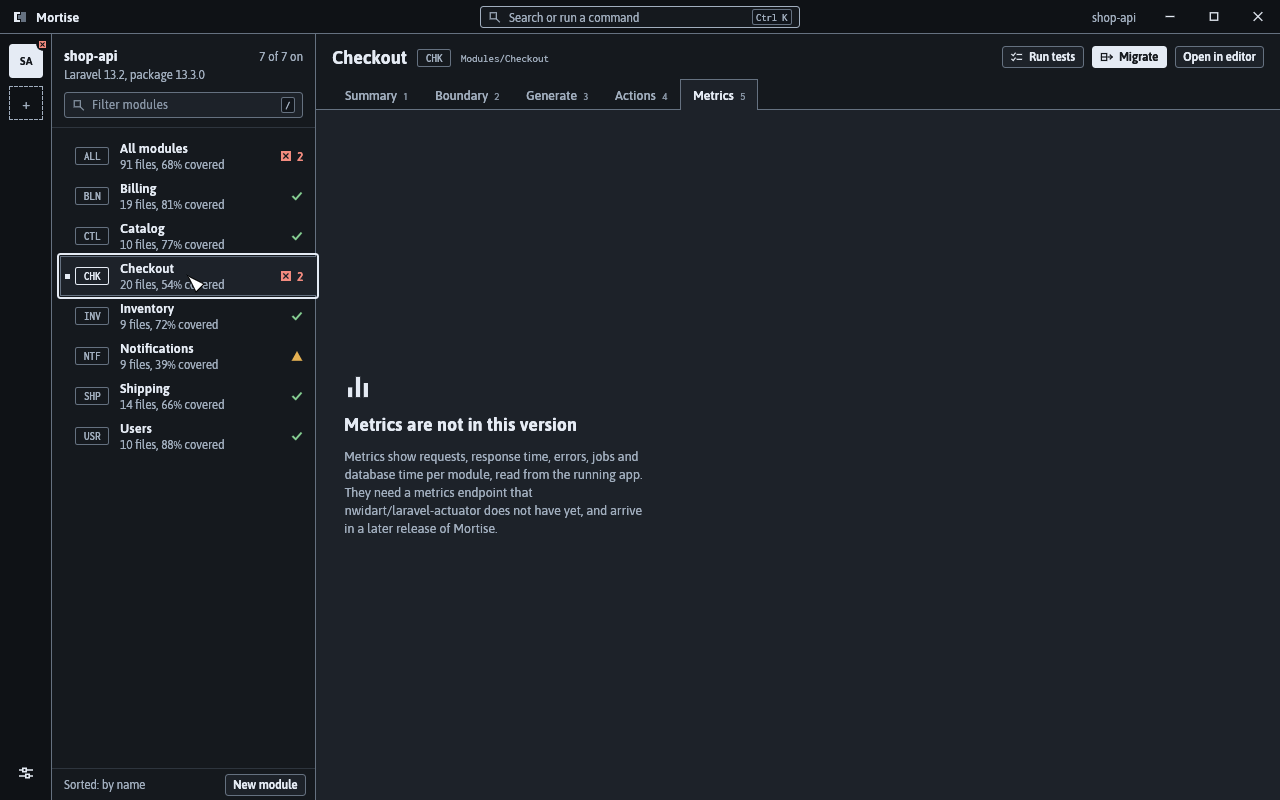 Mortise
Search or run a command
Ctrl K
shop-api
SA
+
shop-api
7 of 7 on
Laravel 13.2, package 13.3.0
Filter modules
/
ALL
All modules
91 files, 68% covered
2
BLN
Billing
19 files, 81% covered
CTL
Catalog
10 files, 77% covered
CHK
Checkout
20 files, 54% covered
2
INV
Inventory
9 files, 72% covered
NTF
Notifications
9 files, 39% covered
SHP
Shipping
14 files, 66% covered
USR
Users
10 files, 88% covered
Sorted: by name
New module
Checkout
CHK
Modules/Checkout
Run tests
Migrate
Open in editor
Summary 1
Boundary 2
Generate 3
Actions 4
Metrics 5
Metrics are not in this version
Metrics show requests, response time, errors, jobs and
database time per module, read from the running app.
They need a metrics endpoint that
nwidart/laravel-actuator does not have yet, and arrive
in a later release of Mortise.